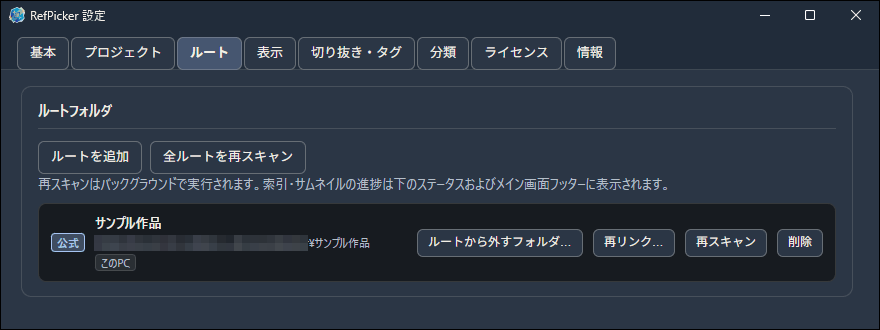 RefPicker 設定
基本 プロジェクト ルート 表示 切り抜き・タグ 分類 ライセンス 情報
ルートフォルダ
ルートを追加 全ルートを再スキャン
再スキャンはバックグラウンドで実行されます。索引・サムネイルの進捗は下のステータスおよびメイン画面フッターに表示されます。
サンプル作品
公式 ¥サンプル作品 ルートから外すフォルダ... 再リンク... 再スキャン 削除
このPC